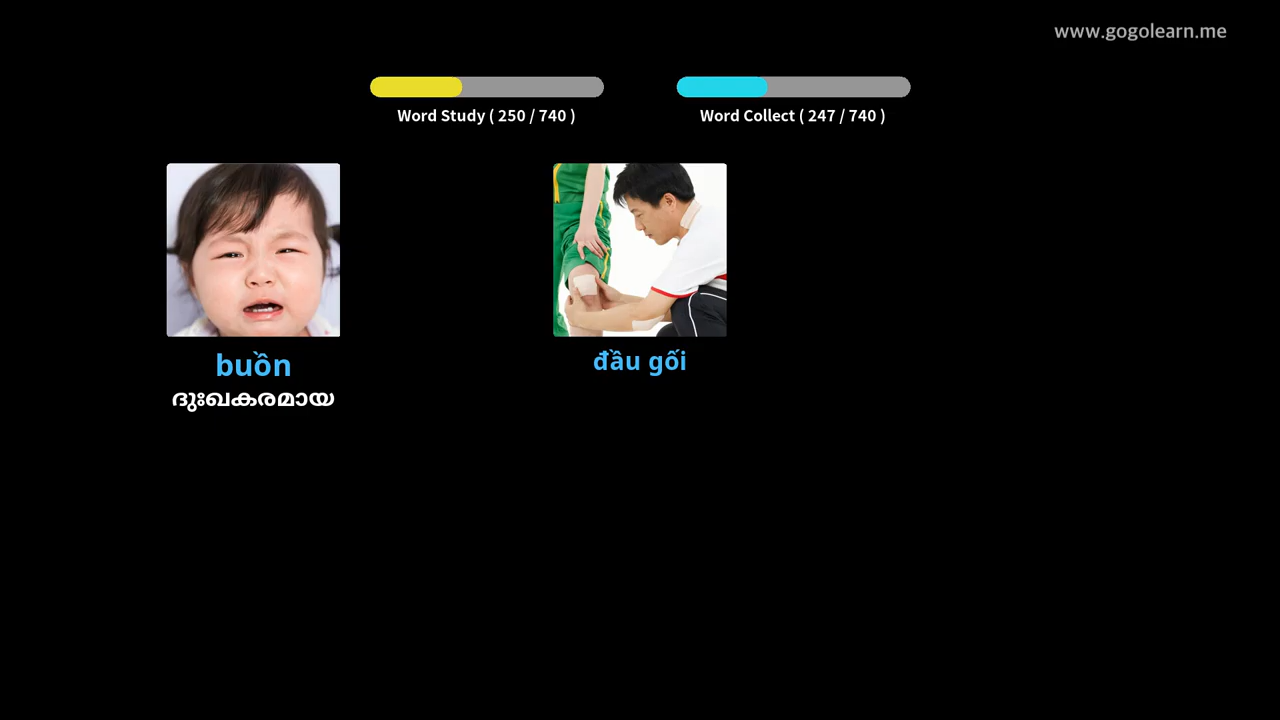 www.gogolearn.me
Word Study ( 250 / 740 )
Word Collect ( 247 / 740 )
buồn
ദുഃഖകരമായ
đầu gối